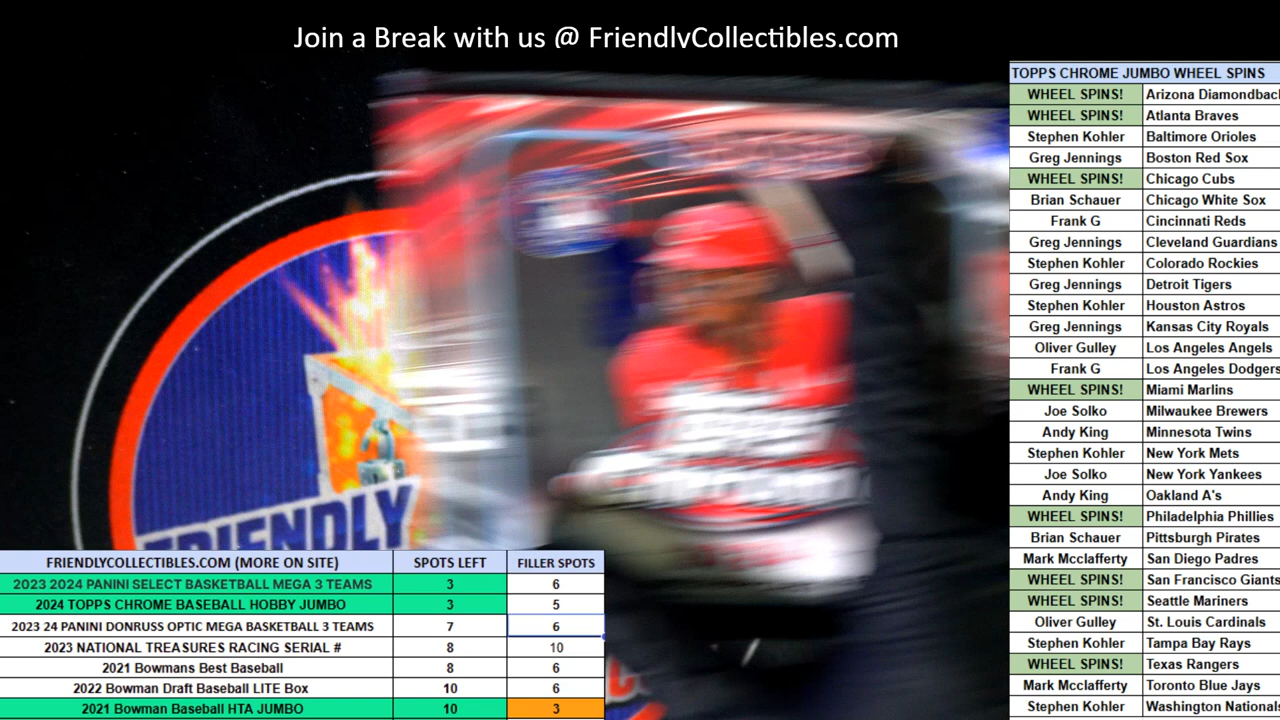 Join a Break with us @ FriendlyCollectibles.com
TOPPS CHROME JUMBO WHEEL SPINS
WHEEL SPINS! Arizona Diamondbac
WHEEL SPINS! Atlanta Braves
Stephen Kohler Baltimore Orioles
Greg Jennings Boston Red Sox
WHEEL SPINS! Chicago Cubs
Brian Schauer Chicago White Sox
Frank G Cincinnati Reds
Greg Jennings Cleveland Guardians
Stephen Kohler Colorado Rockies
Greg Jennings Detroit Tigers
Stephen Kohler Houston Astros
Greg Jennings Kansas City Royals
Oliver Gulley Los Angeles Angels
Frank G Los Angeles Dodgers
WHEEL SPINS! Miami Marlins
Joe Solko Milwaukee Brewers
Andy King Minnesota Twins
Stephen Kohler New York Mets
Joe Solko New York Yankees
Andy King Oakland A's
WHEEL SPINS! Philadelphia Phillies
Brian Schauer Pittsburgh Pirates
Mark Mcclafferty San Diego Padres
WHEEL SPINS! San Francisco Giants
WHEEL SPINS! Seattle Mariners
Oliver Gulley St. Louis Cardinals
Stephen Kohler Tampa Bay Rays
WHEEL SPINS! Texas Rangers
Mark Mcclafferty Toronto Blue Jays
Stephen Kohler Washington Nationals
FRIENDLY
FRIENDLYCOLLECTIBLES.COM (MORE ON SITE) SPOTS LEFT FILLER SPOTS
2023 2024 PANINI SELECT BASKETBALL MEGA 3 TEAMS 3 6
2024 TOPPS CHROME BASEBALL HOBBY JUMBO 3 5
2023 24 PANINI DONRUSS OPTIC MEGA BASKETBALL 3 TEAMS 7 6
2023 NATIONAL TREASURES RACING SERIAL # 8 10
2021 Bowmans Best Baseball 8 6
2022 Bowman Draft Baseball LITE Box 10 6
2021 Bowman Baseball HTA JUMBO 10 3